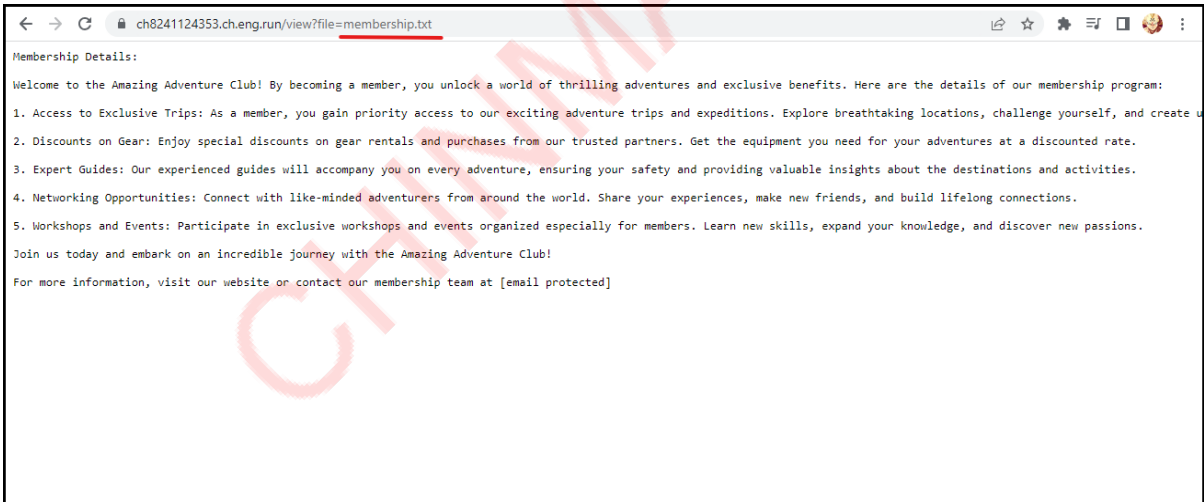 ch8241124353.ch.eng.run/view?file=membership.txt
Membership Details:
Welcome to the Amazing Adventure Club! By becoming a member, you unlock a world of thrilling adventures and exclusive benefits. Here are the details of our membership program:
1. Access to Exclusive Trips: As a member, you gain priority access to our exciting adventure trips and expeditions. Explore breathtaking locations, challenge yourself, and create u
2. Discounts on Gear: Enjoy special discounts on gear rentals and purchases from our trusted partners. Get the equipment you need for your adventures at a discounted rate.
3. Expert Guides: Our experienced guides will accompany you on every adventure, ensuring your safety and providing valuable insights about the destinations and activities.
4. Networking Opportunities: Connect with like-minded adventurers from around the world. Share your experiences, make new friends, and build lifelong connections.
5. Workshops and Events: Participate in exclusive workshops and events organized especially for members. Learn new skills, expand your knowledge, and discover new passions.
Join us today and embark on an incredible journey with the Amazing Adventure Club!
For more information, visit our website or contact our membership team at [email protected]